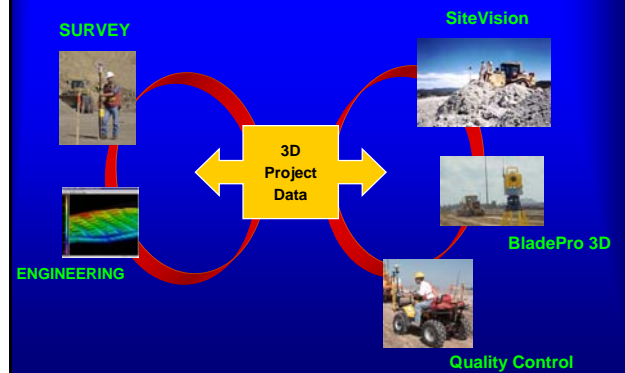 SURVEY
SiteVision
3D
Project
Data
BladePro 3D
ENGINEERING
Quality Control